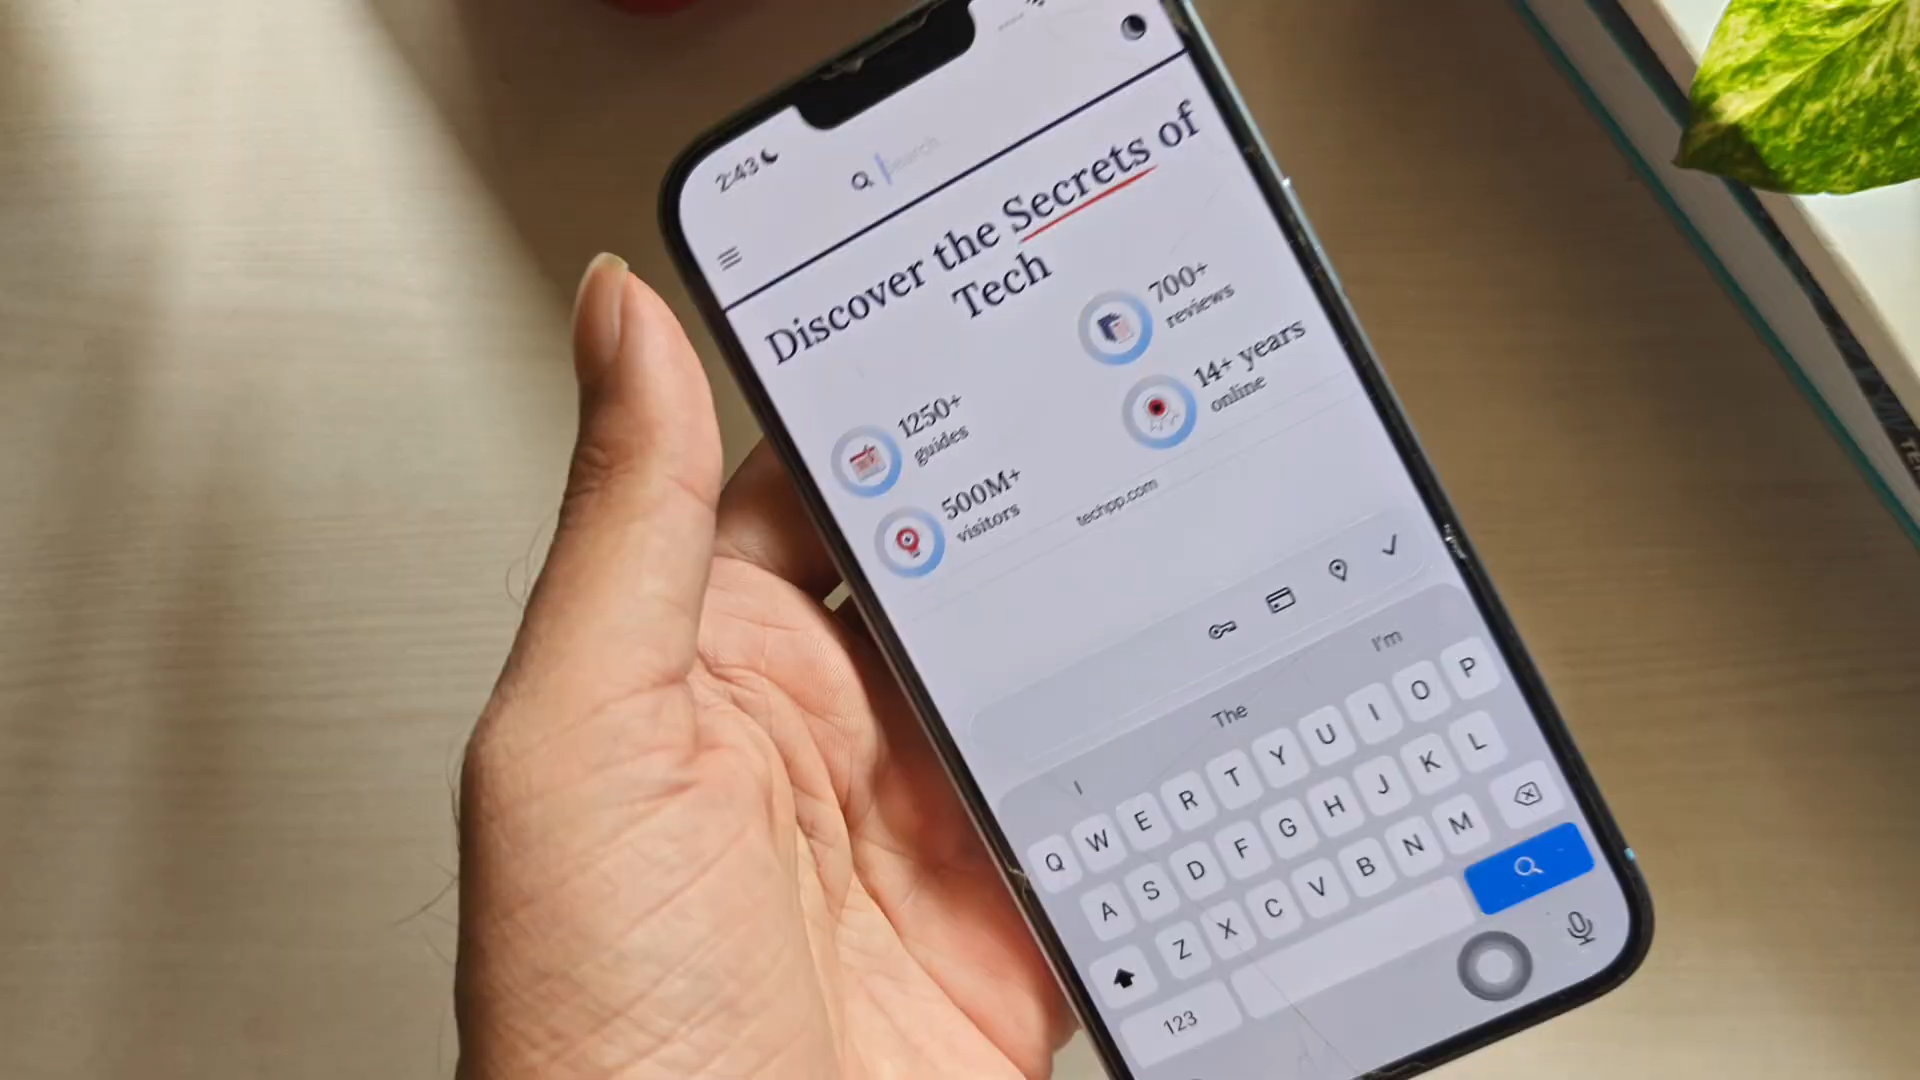 2:43
Search
Discover the Secrets of
Tech
1250+
guides
700+
reviews
500M+
visitors
14+ years
online
techpp.com
I
The
I'm
Q W E R T Y U I O P
A S D F G H J K L
Z X C V B N M
123